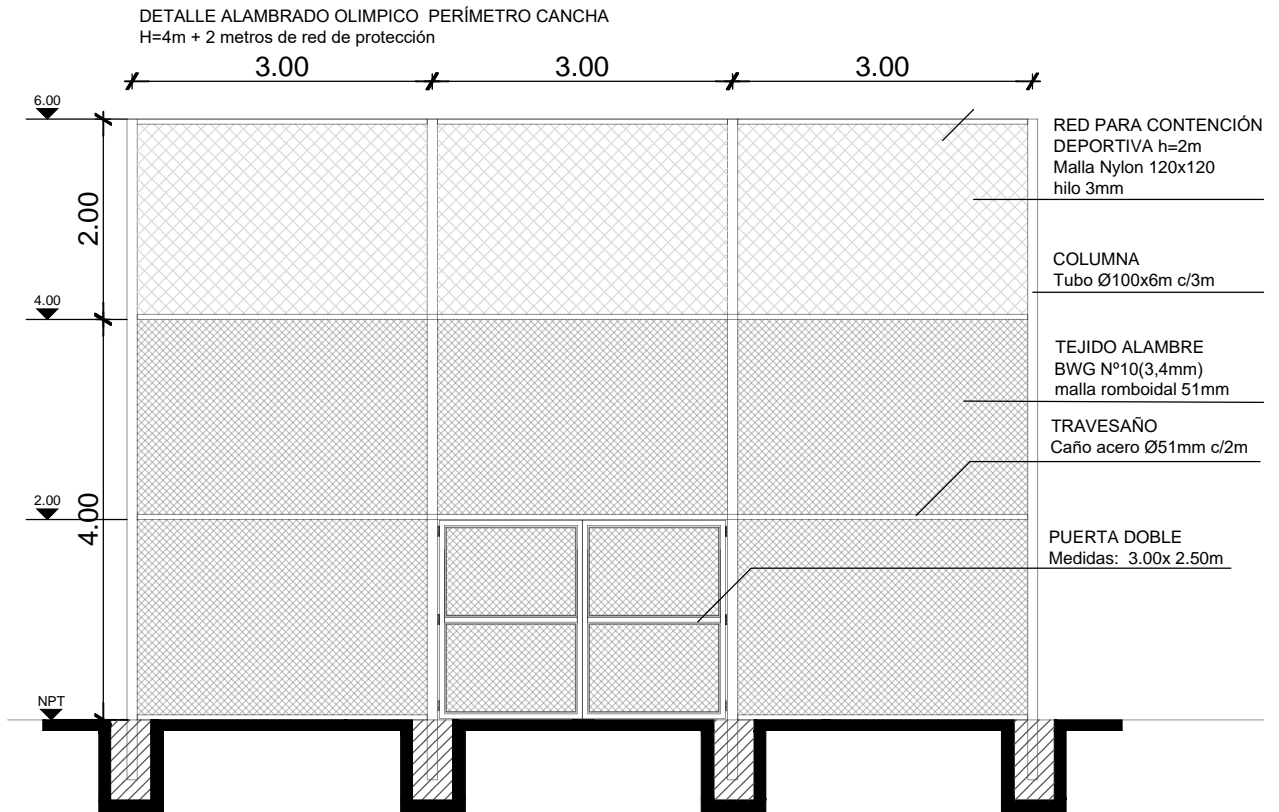 DETALLE ALAMBRADO OLIMPICO PERÍMETRO CANCHA
H=4m + 2 metros de red de protección
3.00
3.00
3.00
6.00
2.00
4.00
4.00
2.00
NPT
RED PARA CONTENCIÓN
DEPORTIVA h=2m
Malla Nylon 120x120
hilo 3mm
COLUMNA
Tubo Ø100x6m c/3m
TEJIDO ALAMBRE
BWG Nº10(3,4mm)
malla romboidal 51mm
TRAVESAÑO
Caño acero Ø51mm c/2m
PUERTA DOBLE
Medidas: 3.00x 2.50m